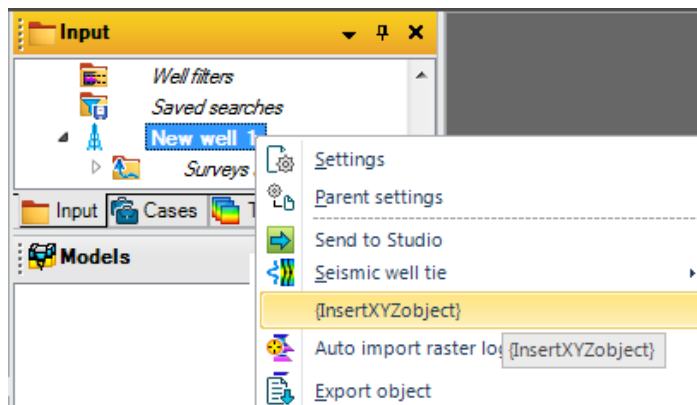 Input
Well filters
Saved searches
New well 1
Surveys
Input Cases T
Models
Settings
Parent settings
Send to Studio
Seismic well tie
{InsertXYZobject}
Auto import raster log
{InsertXYZobject}
Export object